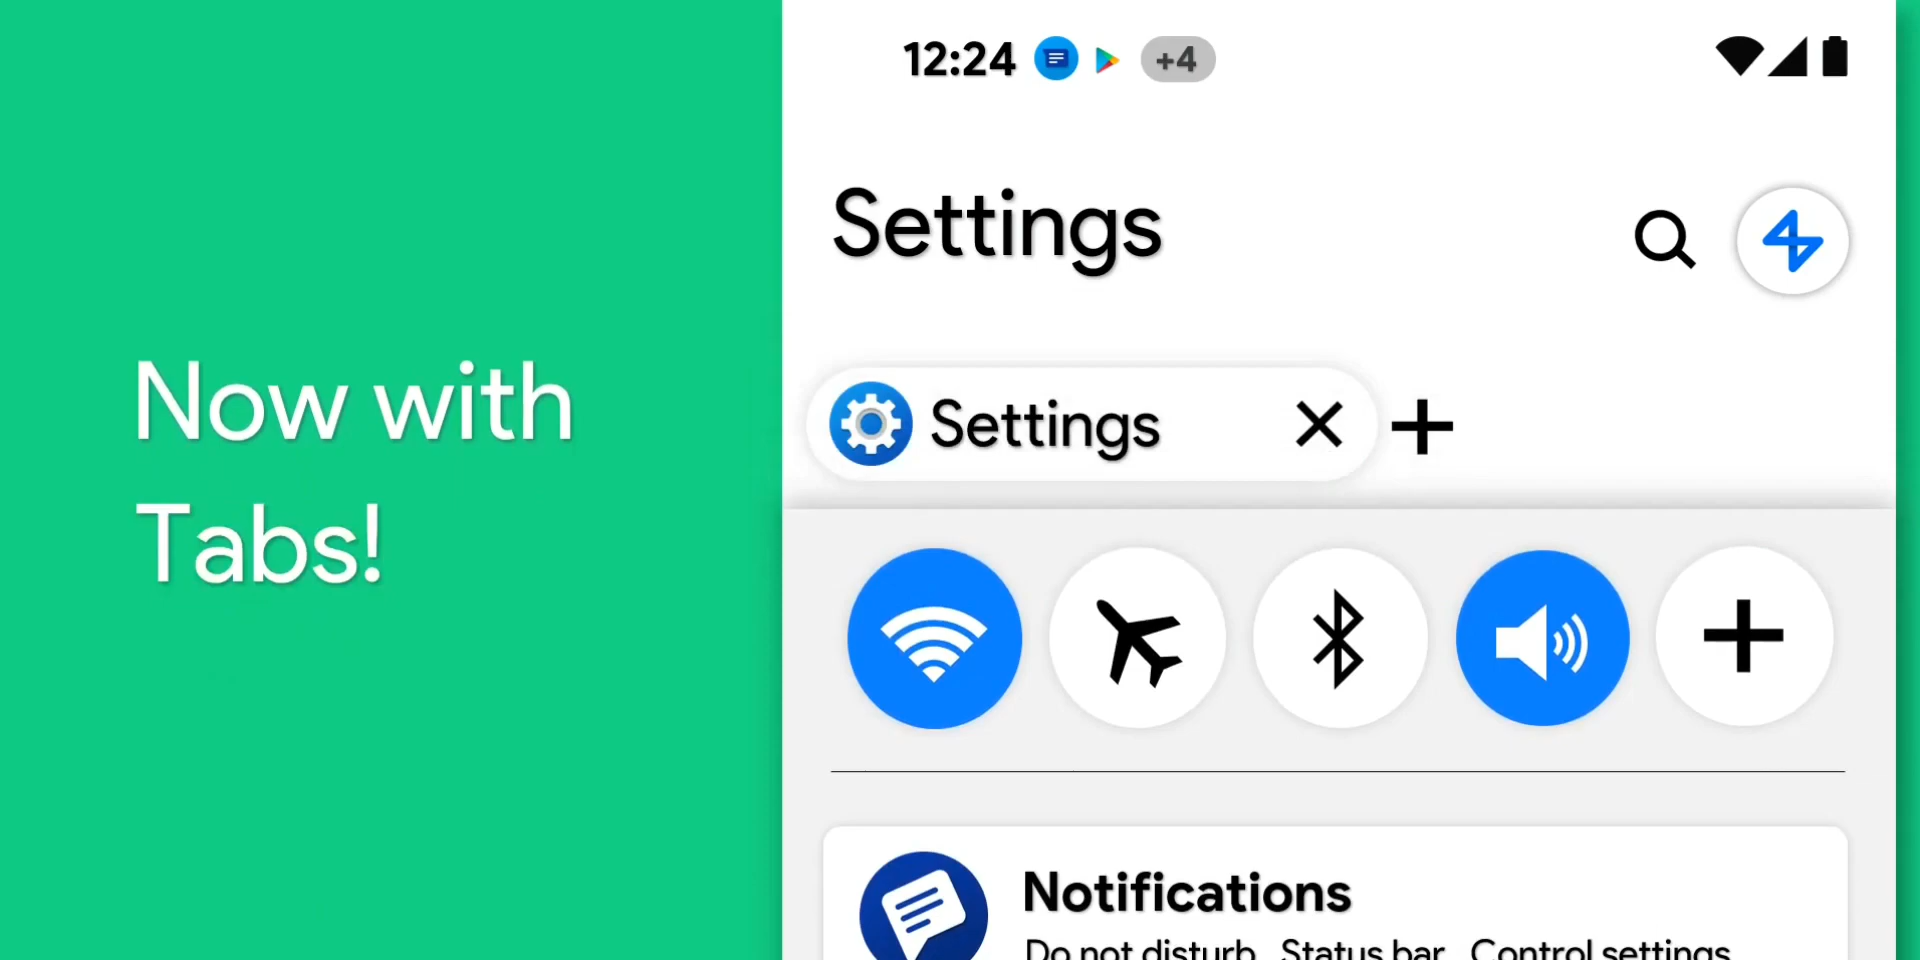 Now with
Tabs!
12:24 +4
Settings
Settings
Notifications
Do not disturb, Status bar, Control settings